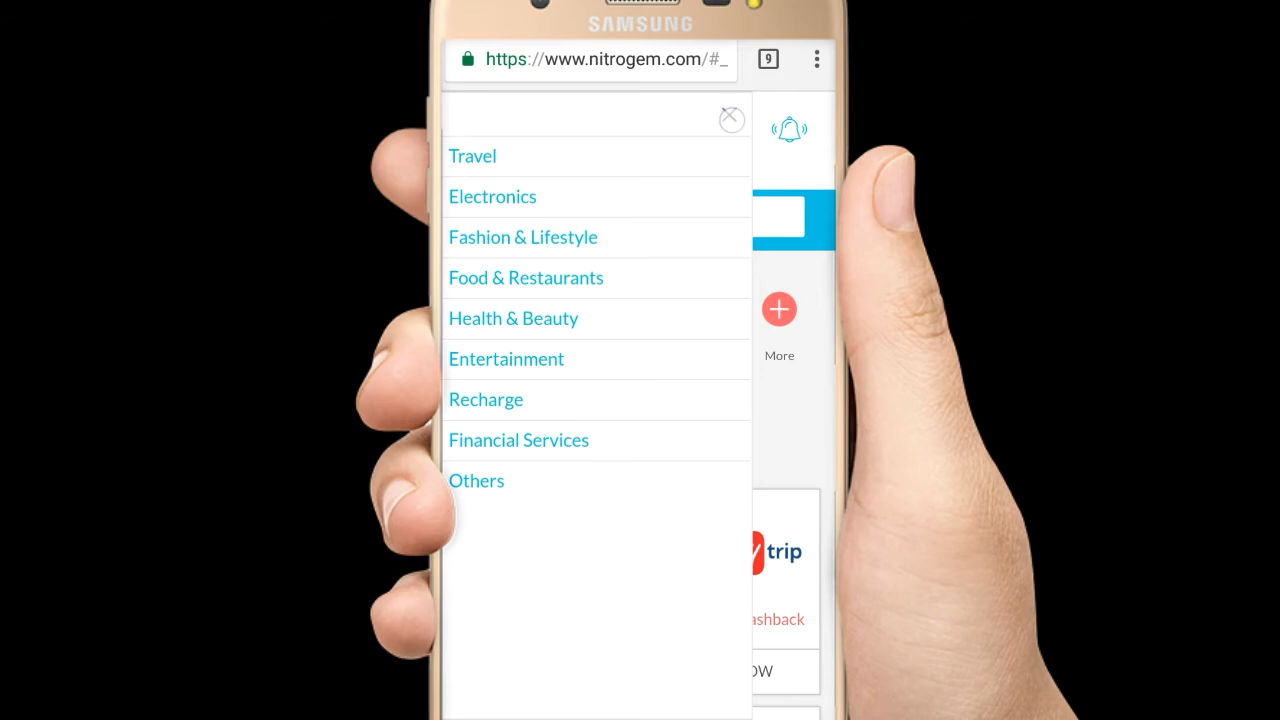 SAMSUNG
https://www.nitrogem.com/#_
9
Travel
Electronics
Fashion & Lifestyle
Food & Restaurants
Health & Beauty
More
Entertainment
Recharge
Financial Services
Others
trip
ashback
OW